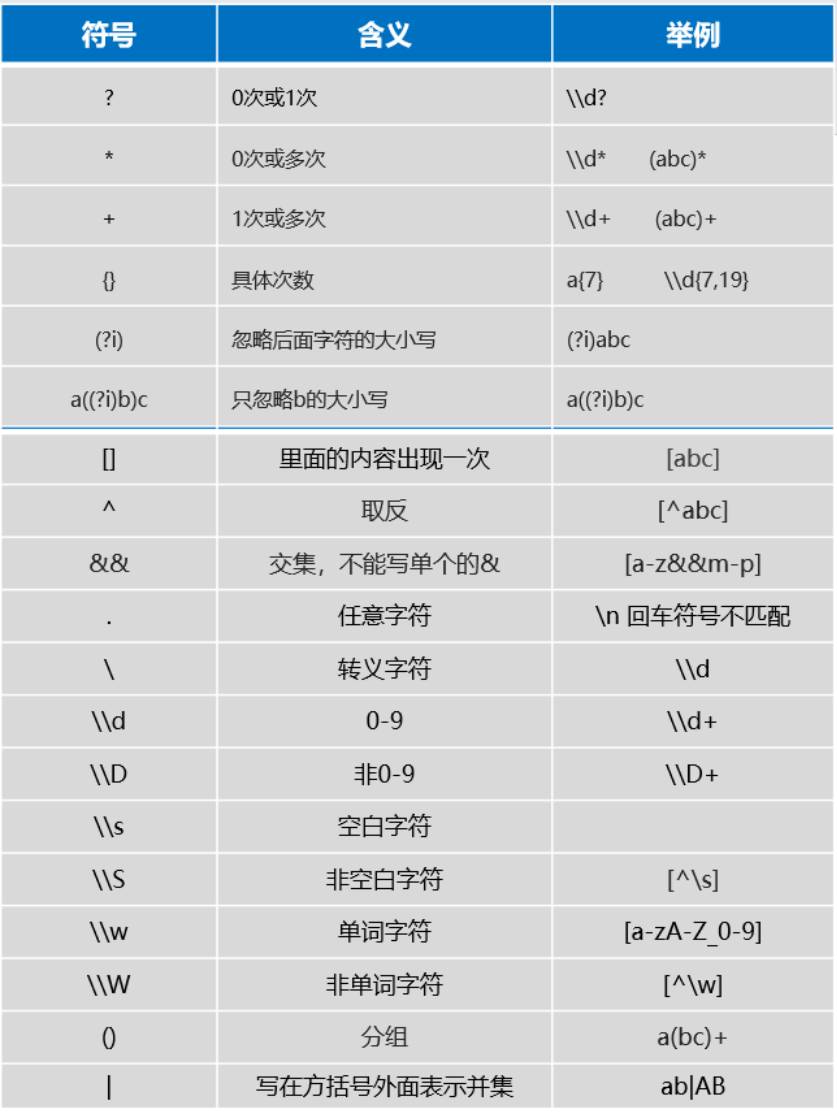 符号 含义 举例
? 0次或1次 \\d?
* 0次或多次 \\d* (abc)*
+ 1次或多次 \\d+ (abc)+
{} 具体次数 a{7} \\d{7,19}
(?i) 忽略后面字符的大小写 (?i)abc
a((?i)b)c 只忽略b的大小写 a((?i)b)c
[] 里面的内容出现一次 [abc]
^ 取反 [^abc]
&& 交集，不能写单个的& [a-z&&m-p]
. 任意字符 \n 回车符号不匹配
\ 转义字符 \\d
\\d 0-9 \\d+
\\D 非0-9 \\D+
\\s 空白字符
\\S 非空白字符 [^\s]
\\w 单词字符 [a-zA-Z_0-9]
\\W 非单词字符 [^\w]
() 分组 a(bc)+
| 写在方括号外面表示并集 ab|AB